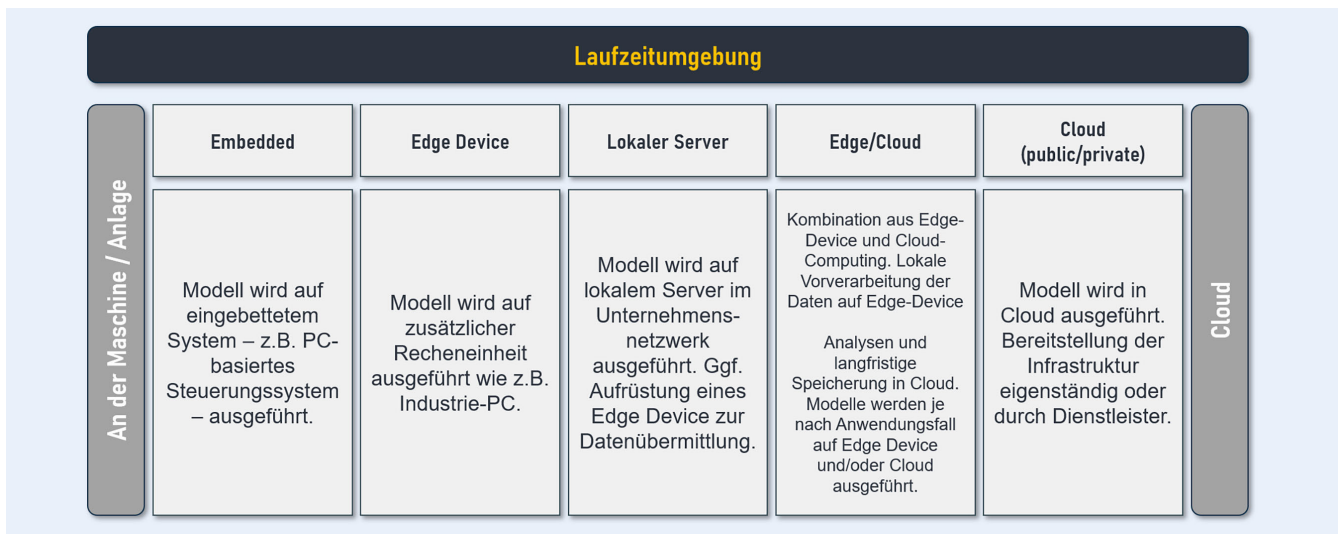 Laufzeitumgebung
An der Maschine / Anlage
Embedded
Modell wird auf
eingebettetem
System – z.B. PC-
basiertes
Steuerungssystem
– ausgeführt.
Edge Device
Modell wird auf
zusätzlicher
Recheneinheit
ausgeführt wie z.B.
Industrie-PC.
Lokaler Server
Modell wird auf
lokalem Server im
Unternehmens-
netzwerk
ausgeführt. Ggf.
Aufrüstung eines
Edge Device zur
Datenübermittlung.
Edge/Cloud
Kombination aus Edge-
Device und Cloud-
Computing. Lokale
Vorverarbeitung der
Daten auf Edge-Device
Analysen und
langfristige
Speicherung in Cloud.
Modelle werden je
nach Anwendungsfall
auf Edge Device
und/oder Cloud
ausgeführt.
Cloud
(public/private)
Modell wird in
Cloud ausgeführt.
Bereitstellung der
Infrastruktur
eigenständig oder
durch Dienstleister.
Cloud